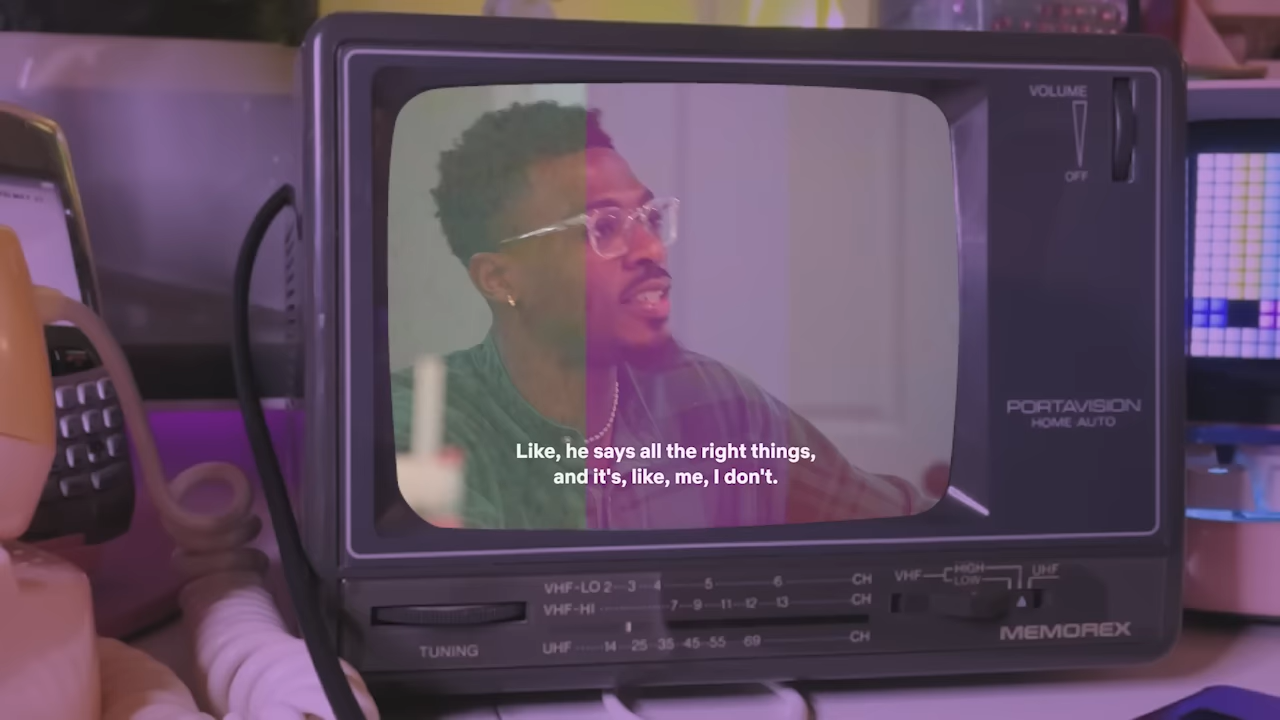 VOLUME
OFF
Like, he says all the right things,
and it's, like, me, I don't.
PORTAVISION
HOME AUTO
VHF-LO 2 3 4 5 6 CH
VHF-HI 7 9 11 12 13 CH
UHF 14 25 35 45 55 69 CH
TUNING
VHF HIGH LOW UHF
MEMOREX